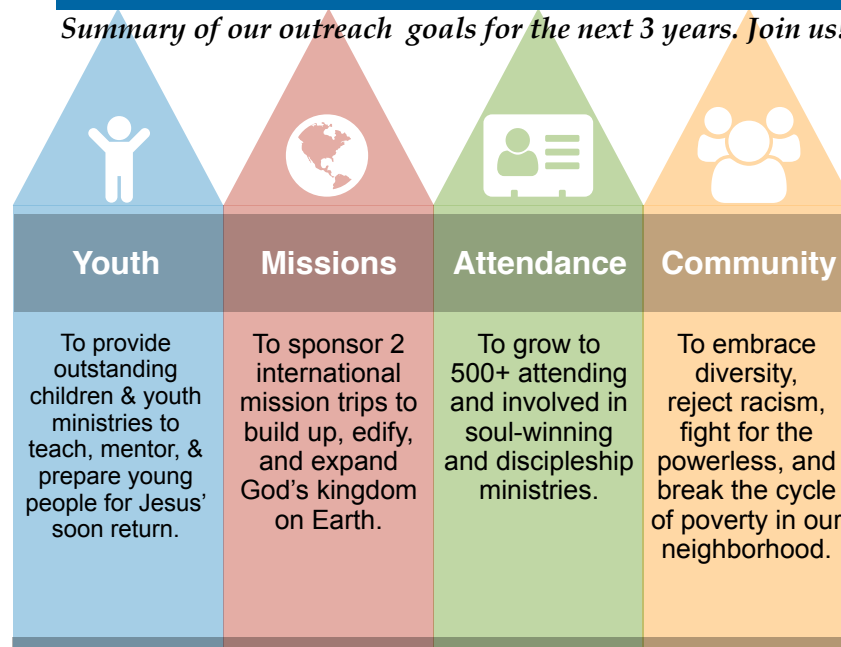 Summary of our outreach goals for the next 3 years. Join us!
Youth
To provide
outstanding
children & youth
ministries to
teach, mentor, &
prepare young
people for Jesus’
soon return.
Missions
To sponsor 2
international
mission trips to
build up, edify,
and expand
God’s kingdom
on Earth.
Attendance
To grow to
500+ attending
and involved in
soul-winning
and discipleship
ministries.
Community
To embrace
diversity,
reject racism,
fight for the
powerless, and
break the cycle
of poverty in our
neighborhood.